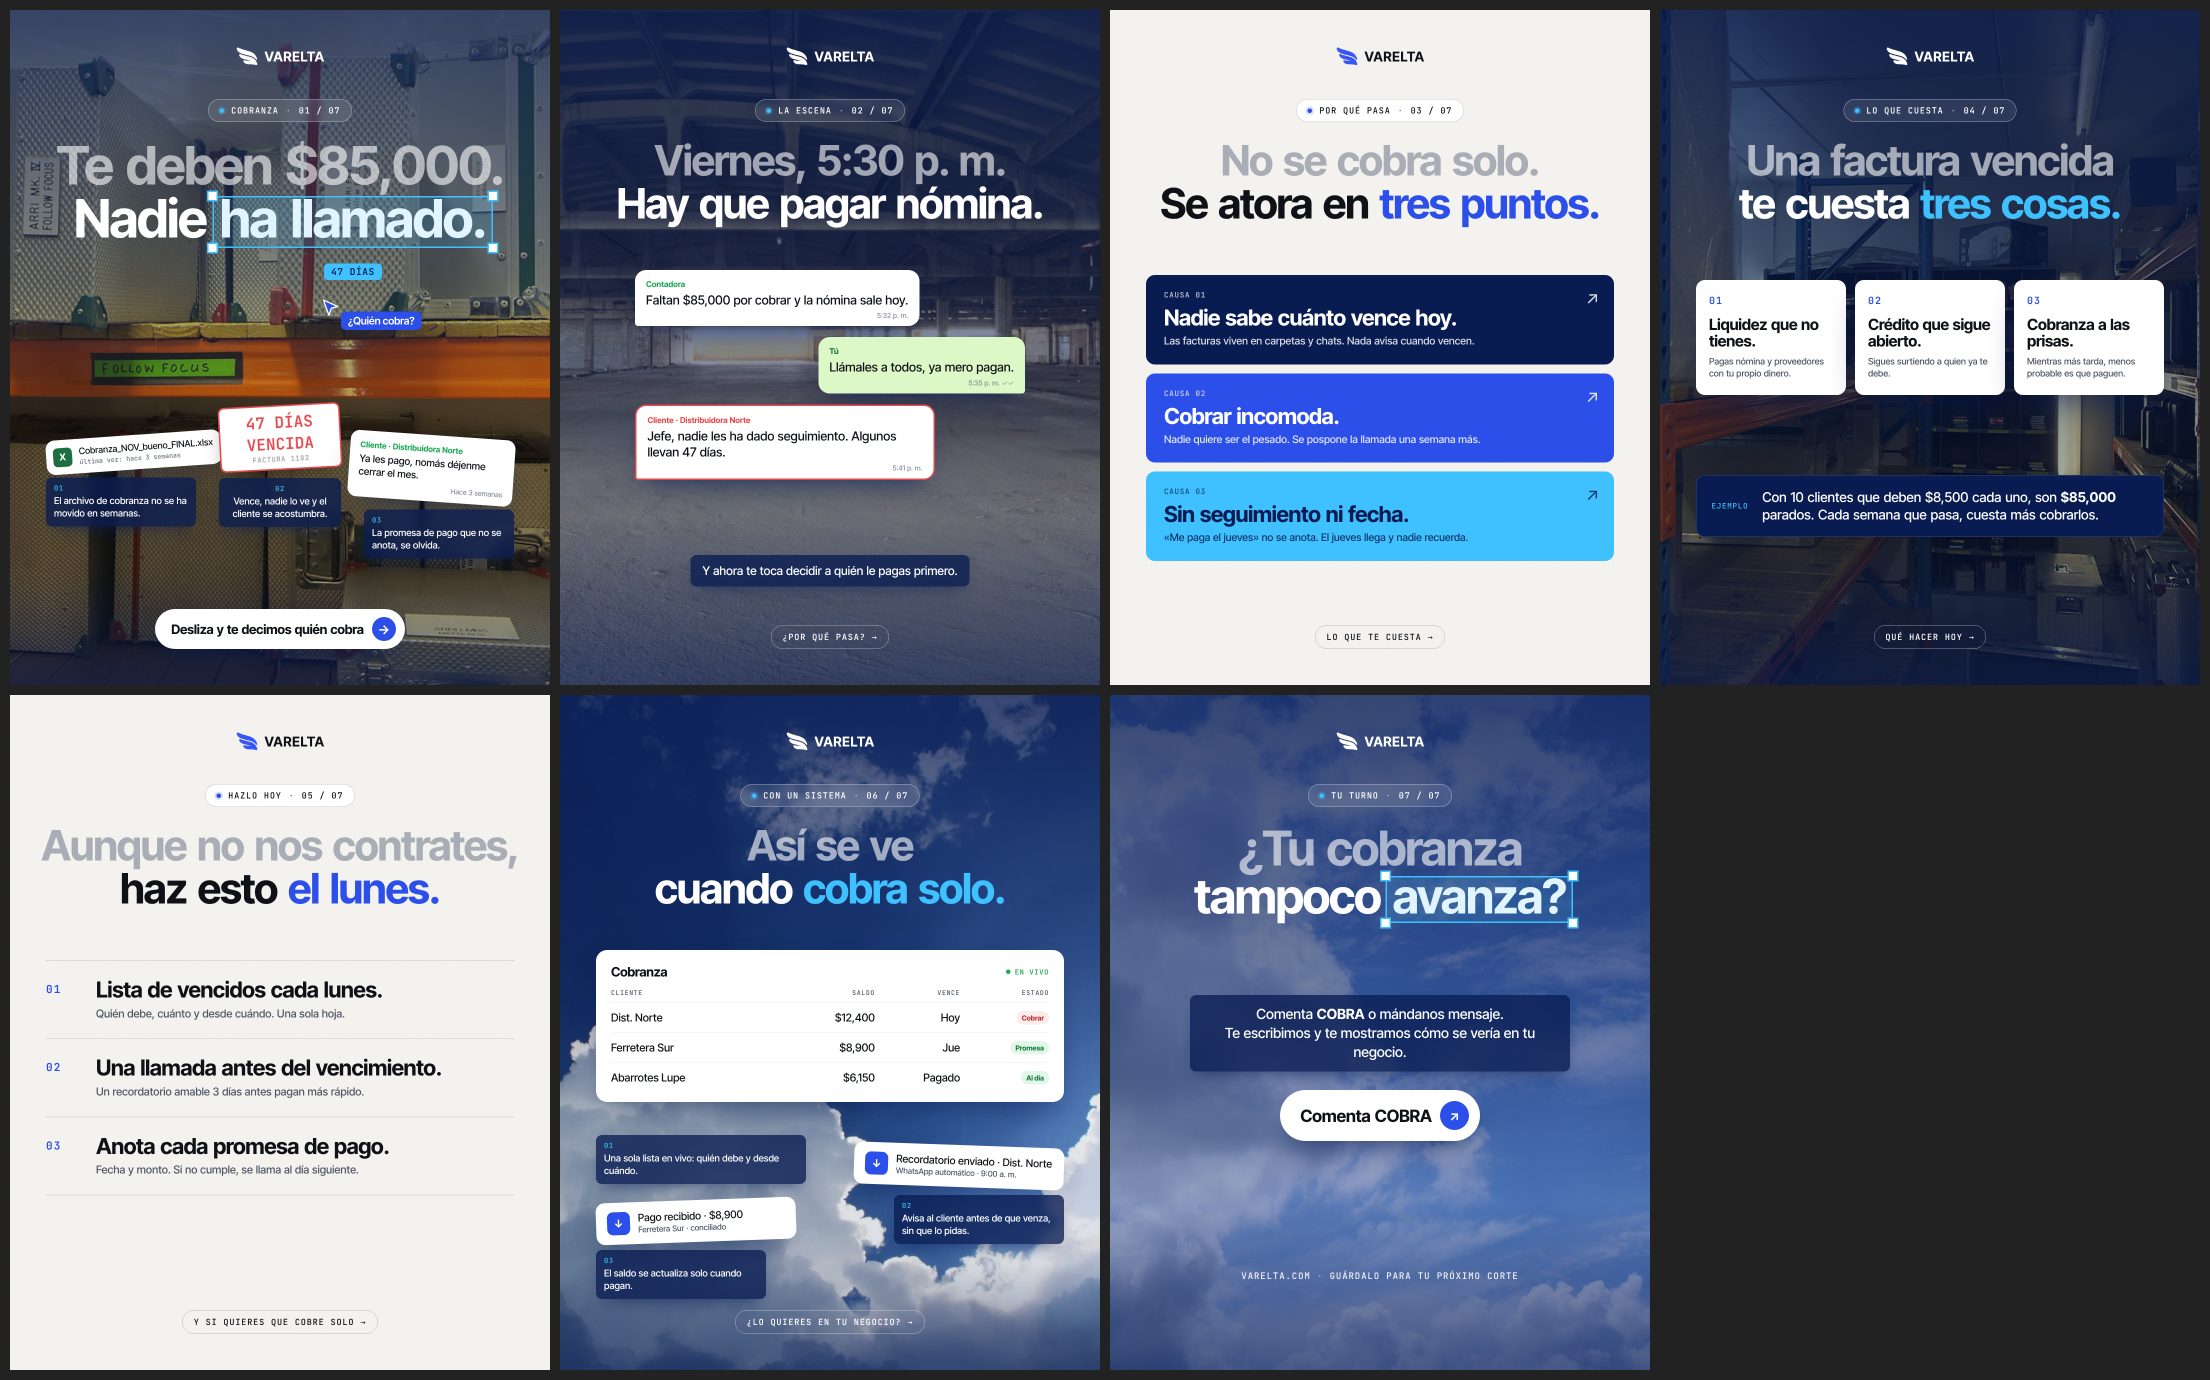 VARELTA
COBRANZA · 01 / 07
Te deben $85,000.
Nadie ha llamado.
47 DÍAS
¿Quién cobra?
ARRI MK. IV
FOLLOW FOCUS
FOLLOW FOCUS
Cobranza_NOV_bueno_FINAL.xlsx
última vez: hace 3 semanas
01
El archivo de cobranza no se ha
movido en semanas.
47 DÍAS
VENCIDA
FACTURA 1182
02
Vence, nadie lo ve y el
cliente se acostumbra.
Cliente · Distribuidora Norte
Ya les pago, nomás déjenme
cerrar el mes.
Hace 3 semanas
03
La promesa de pago que no se
anota, se olvida.
Desliza y te decimos quién cobra
VARELTA
LA ESCENA · 02 / 07
Viernes, 5:30 p. m.
Hay que pagar nómina.
Contadora
Faltan $85,000 por cobrar y la nómina sale hoy.
5:32 p. m.
Tú
Llámales a todos, ya mero pagan.
5:35 p. m. ✓✓
Cliente · Distribuidora Norte
Jefe, nadie les ha dado seguimiento. Algunos
llevan 47 días.
5:41 p. m.
Y ahora te toca decidir a quién le pagas primero.
¿POR QUÉ PASA? →
VARELTA
POR QUÉ PASA · 03 / 07
No se cobra solo.
Se atora en tres puntos.
CAUSA 01
Nadie sabe cuánto vence hoy.
Las facturas viven en carpetas y chats. Nada avisa cuando vencen.
CAUSA 02
Cobrar incomoda.
Nadie quiere ser el pesado. Se pospone la llamada una semana más.
CAUSA 03
Sin seguimiento ni fecha.
«Me paga el jueves» no se anota. El jueves llega y nadie recuerda.
LO QUE TE CUESTA →
VARELTA
LO QUE CUESTA · 04 / 07
Una factura vencida
te cuesta tres cosas.
01
Liquidez que no
tienes.
Pagas nómina y proveedores
con tu propio dinero.
02
Crédito que sigue
abierto.
Sigues surtiendo a quien ya te
debe.
03
Cobranza a las
prisas.
Mientras más tarda, menos
probable es que paguen.
EJEMPLO
Con 10 clientes que deben $8,500 cada uno, son $85,000
parados. Cada semana que pasa, cuesta más cobrarlos.
QUÉ HACER HOY →
VARELTA
HAZLO HOY · 05 / 07
Aunque no nos contrates,
haz esto el lunes.
01
Lista de vencidos cada lunes.
Quién debe, cuánto y desde cuándo. Una sola hoja.
02
Una llamada antes del vencimiento.
Un recordatorio amable 3 días antes pagan más rápido.
03
Anota cada promesa de pago.
Fecha y monto. Si no cumple, se llama al día siguiente.
Y SI QUIERES QUE COBRE SOLO →
VARELTA
CON UN SISTEMA · 06 / 07
Así se ve
cuando cobra solo.
Cobranza
EN VIVO
CLIENTE SALDO VENCE ESTADO
Dist. Norte $12,400 Hoy Cobrar
Ferretera Sur $8,900 Jue Promesa
Abarrotes Lupe $6,150 Pagado Al día
01
Una sola lista en vivo: quién debe y desde
cuándo.
Recordatorio enviado · Dist. Norte
WhatsApp automático · 9:00 a. m.
02
Avisa al cliente antes de que venza,
sin que lo pidas.
Pago recibido · $8,900
Ferretera Sur · conciliado
03
El saldo se actualiza solo cuando
pagan.
¿LO QUIERES EN TU NEGOCIO? →
VARELTA
TU TURNO · 07 / 07
¿Tu cobranza
tampoco avanza?
Comenta COBRA o mándanos mensaje.
Te escribimos y te mostramos cómo se vería en tu
negocio.
Comenta COBRA
VARELTA.COM · GUÁRDALO PARA TU PRÓXIMO CORTE